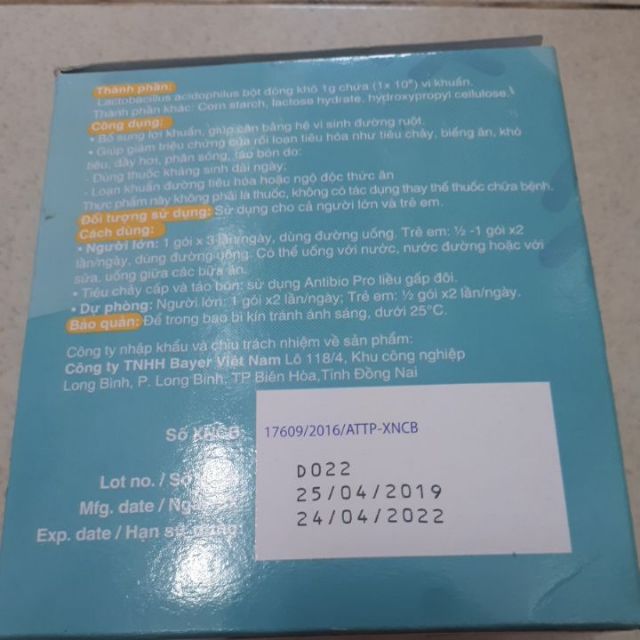 Thành phần:
Lactobacillus acidophilus bột đông khô 1g chứa (1x 10⁸) vi khuẩn.
Thành phần khác: Corn starch, lactose hydrate, hydroxypropyl cellulose.
Công dụng:
• Bổ sung lợi khuẩn, giúp cân bằng hệ vi sinh đường ruột.
• Giúp giảm triệu chứng của rối loạn tiêu hóa như tiêu chảy, biếng ăn, khó
tiêu, đầy hơi, phân sống, táo bón do:
- Dùng thuốc kháng sinh dài ngày;
- Loạn khuẩn đường tiêu hóa hoặc ngộ độc thức ăn
Thực phẩm này không phải là thuốc, không có tác dụng thay thế thuốc chữa bệnh.
Đối tượng sử dụng: Sử dụng cho cả người lớn và trẻ em.
Cách dùng:
• Người lớn: 1 gói x 3 lần/ngày, dùng đường uống. Trẻ em: ½ -1 gói x2
lần/ngày, dùng đường uống. Có thể uống với nước, nước đường hoặc với
sữa, uống giữa các bữa ăn.
• Tiêu chảy cấp và táo bón: sử dụng Antibio Pro liều gấp đôi.
• Dự phòng: Người lớn: 1 gói x2 lần/ngày; Trẻ em: ½ gói x2 lần/ngày.
Bảo quản: Để trong bao bì kín tránh ánh sáng, dưới 25°C.
Công ty nhập khẩu và chịu trách nhiệm về sản phẩm:
Công ty TNHH Bayer Việt Nam Lô 118/4, Khu công nghiệp
Long Bình, P. Long Bình, TP Biên Hòa,Tỉnh Đồng Nai
Số XNCB 17609/2016/ATTP-XNCB
Lot no. / Số D022
Mfg. date / 25/04/2019
Exp. date / Hạn sử dụng 24/04/2022